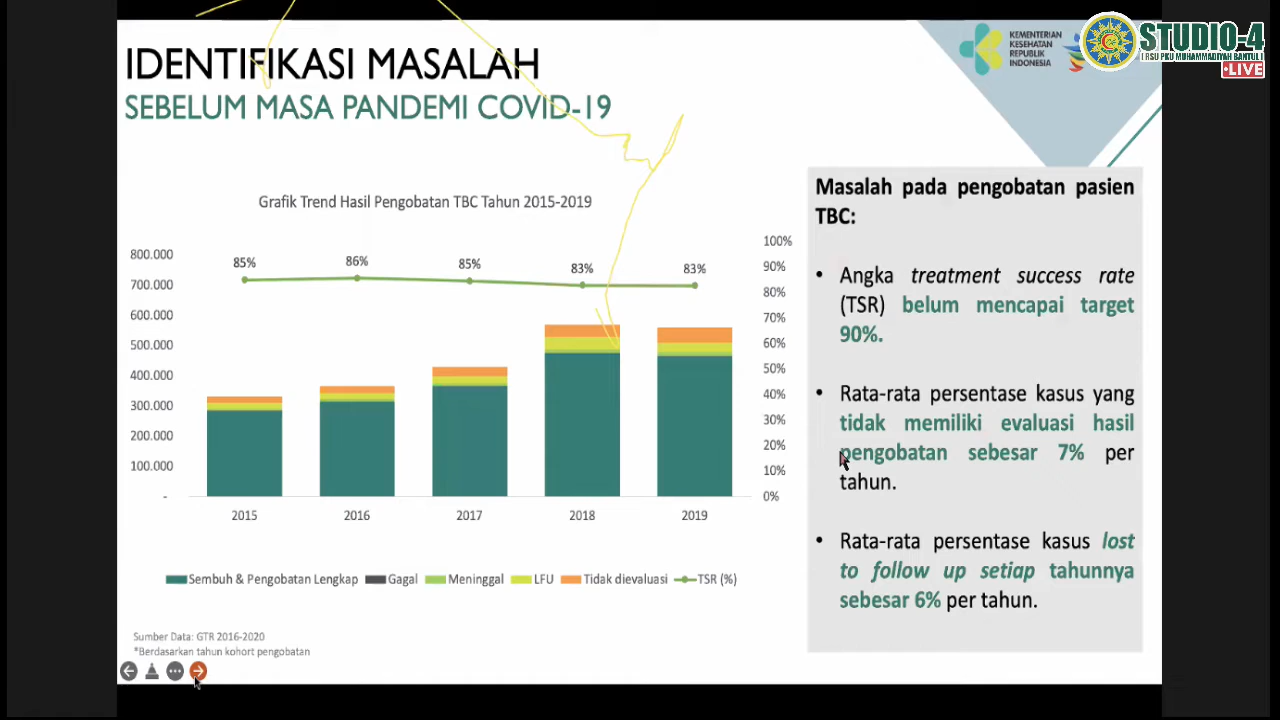 IDENTIFIKASI MASALAH
SEBELUM MASA PANDEMI COVID-19
KEMENTERIAN
KESEHATAN
REPUBLIK
INDONESIA
STUDIO-4
[ RSU PKU MUHAMMADIYAH BANTUL ]
LIVE
Grafik Trend Hasil Pengobatan TBC Tahun 2015-2019
800.000
700.000
600.000
500.000
400.000
300.000
200.000
100.000
-
85%
86%
85%
83%
83%
100%
90%
80%
70%
60%
50%
40%
30%
20%
10%
0%
2015
2016
2017
2018
2019
Sembuh & Pengobatan Lengkap
Gagal
Meninggal
LFU
Tidak dievaluasi
TSR (%)
Sumber Data: GTR 2016-2020
*Berdasarkan tahun kohort pengobatan
Masalah pada pengobatan pasien
TBC:
• Angka treatment success rate
(TSR) belum mencapai target
90%.
• Rata-rata persentase kasus yang
tidak memiliki evaluasi hasil
pengobatan sebesar 7% per
tahun.
• Rata-rata persentase kasus lost
to follow up setiap tahunnya
sebesar 6% per tahun.